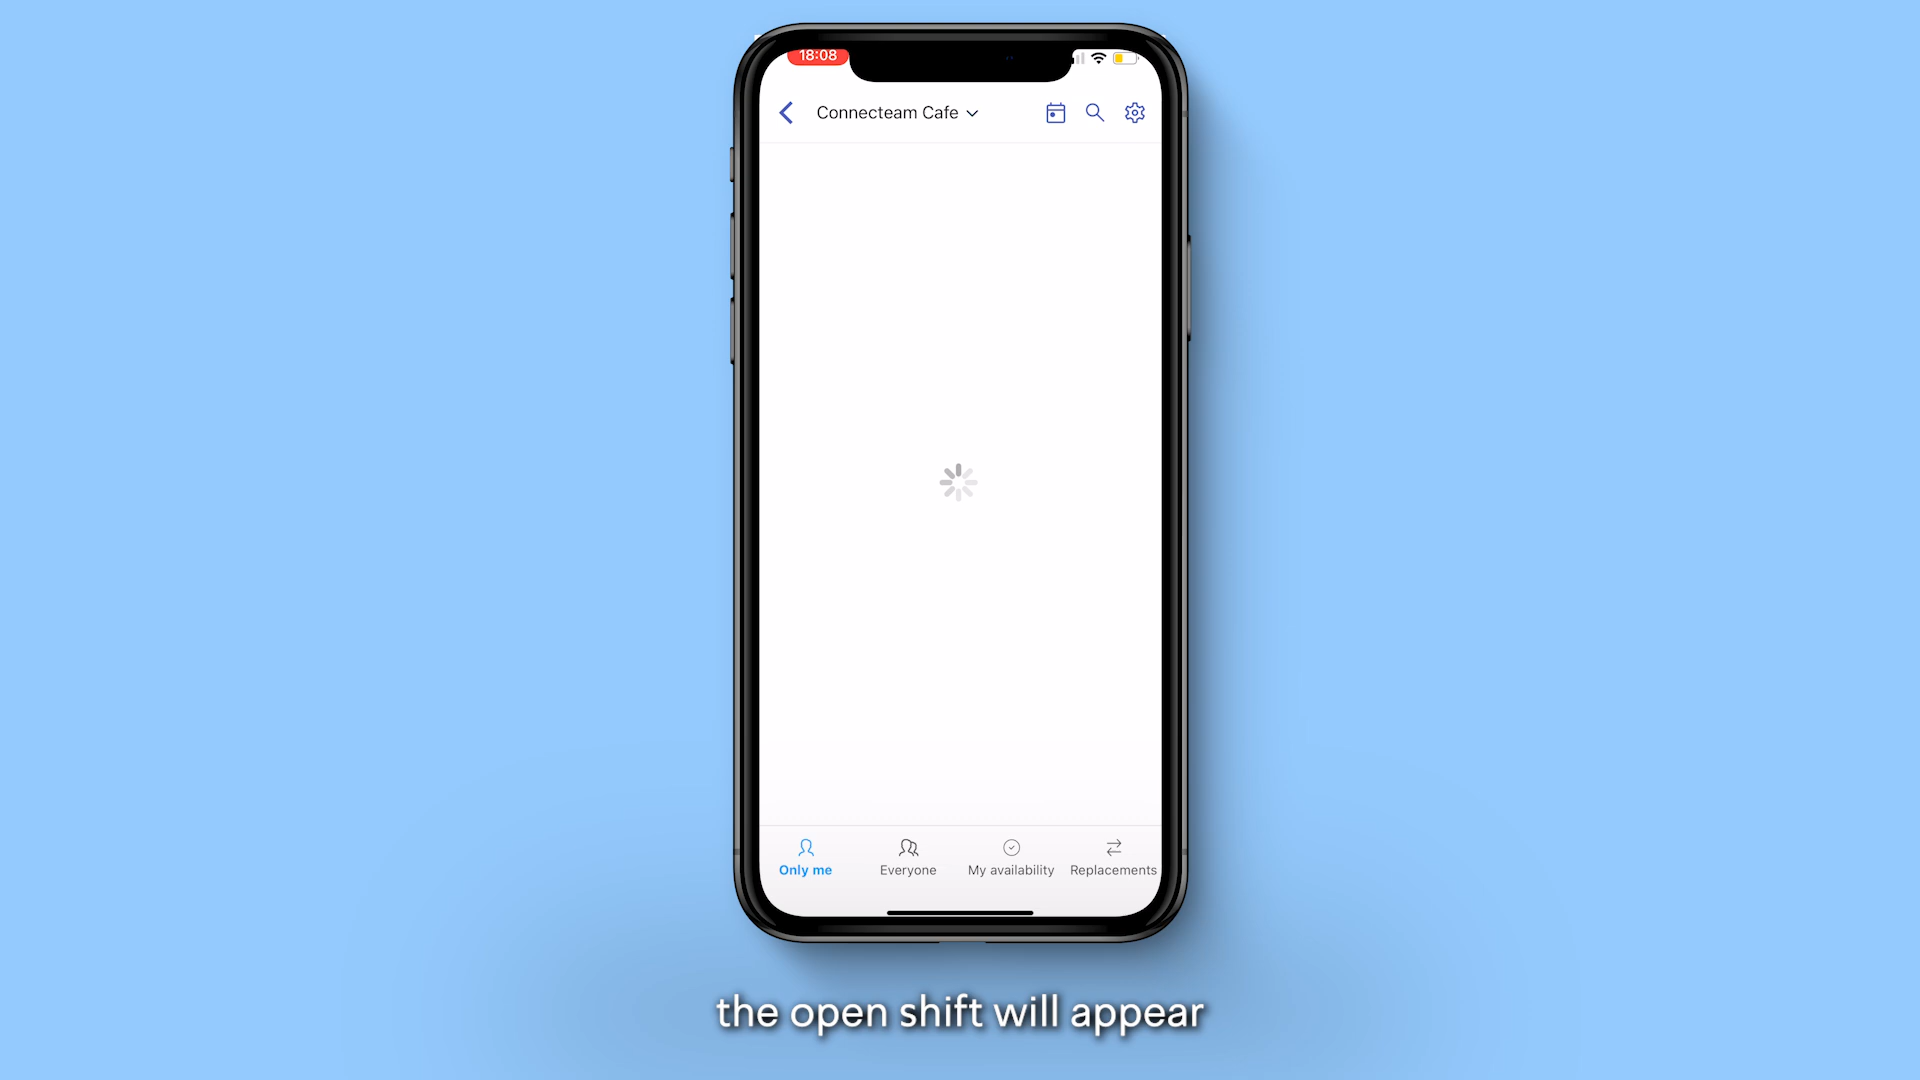 18:08
Connecteam Cafe
Only me
Everyone
My availability
Replacements
the open shift will appear